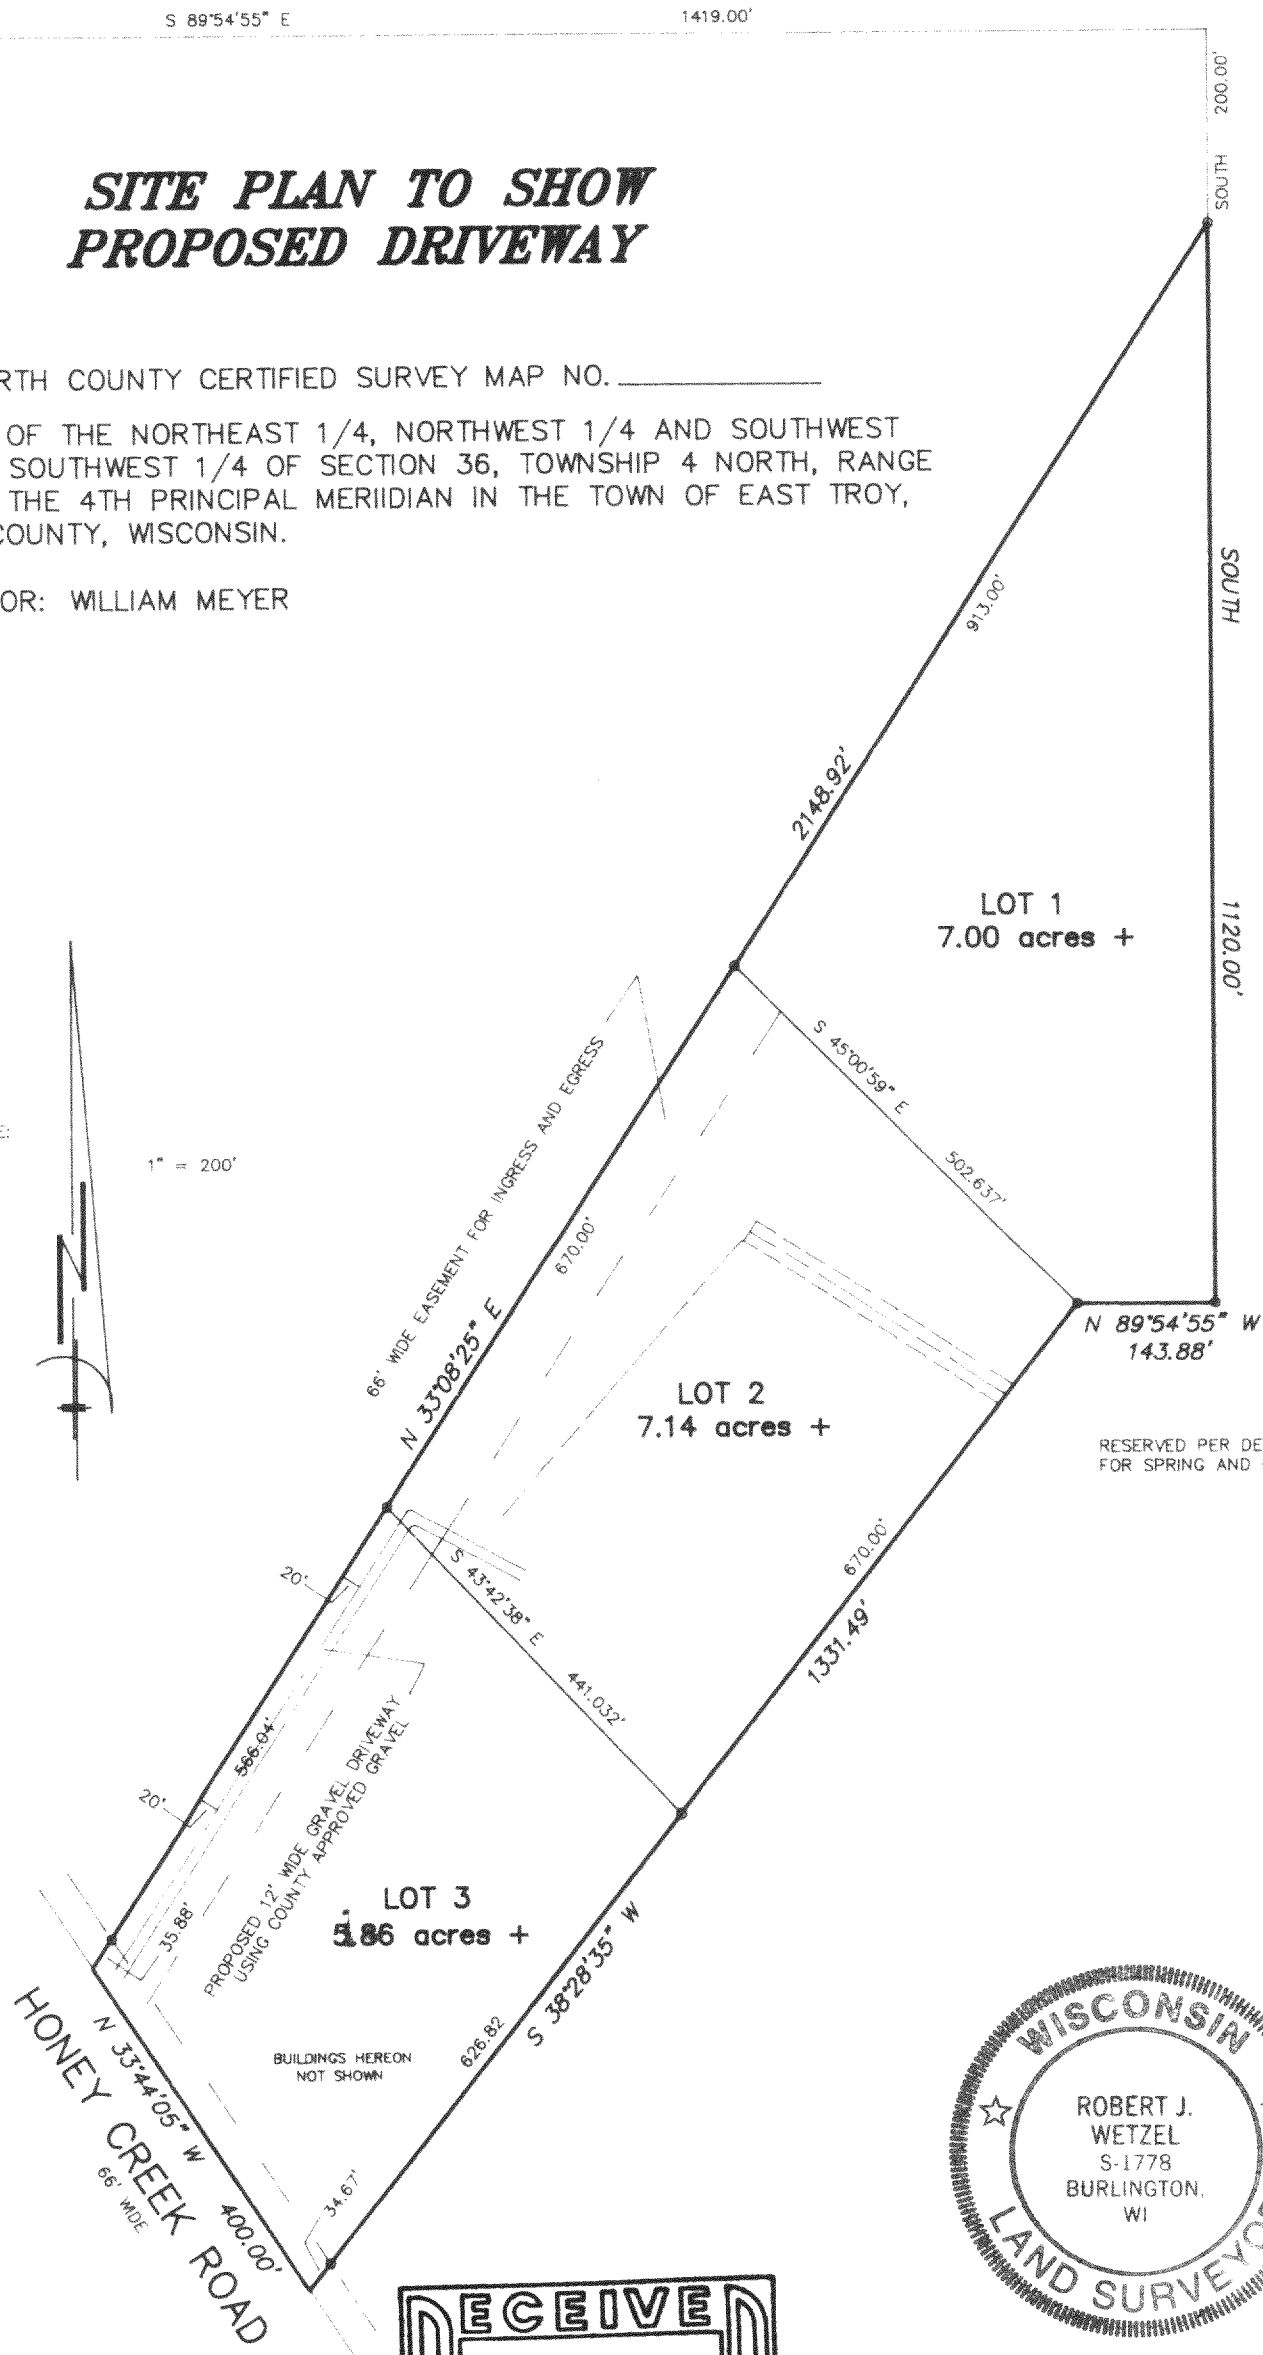 S 89°54'55" E 1419.00'
SOUTH 200.00'
SITE PLAN TO SHOW
PROPOSED DRIVEWAY
RTH COUNTY CERTIFIED SURVEY MAP NO.
OF THE NORTHEAST 1/4, NORTHWEST 1/4 AND SOUTHWEST
SOUTHWEST 1/4 OF SECTION 36, TOWNSHIP 4 NORTH, RANGE
THE 4TH PRINCIPAL MERIIDIAN IN THE TOWN OF EAST TROY,
COUNTY, WISCONSIN.
OR: WILLIAM MEYER
913.00'
2148.92'
SOUTH 1120.00'
LOT 1
7.00 acres +
S 45°00'59" E 502.637'
E:
1" = 200'
N
66' WIDE EASEMENT FOR INGRESS AND EGRESS
670.00'
N 33°08'25" E
N 89°54'55" W
143.88'
LOT 2
7.14 acres +
RESERVED PER DE
FOR SPRING AND
670.00'
1331.49'
S 43°42'38" E 441.032'
20'
566.04'
20'
PROPOSED 12' WIDE GRAVEL DRIVEWAY
USING COUNTY APPROVED GRAVEL
35.88'
LOT 3
5.86 acres +
S 38°28'35" W
626.82
BUILDINGS HEREON
NOT SHOWN
N 33°44'05" W 400.00'
HONEY CREEK ROAD
66' WIDE
34.67'
WISCONSIN
ROBERT J.
WETZEL
S-1778
BURLINGTON,
WI
LAND SURVEYO
RECEIVED